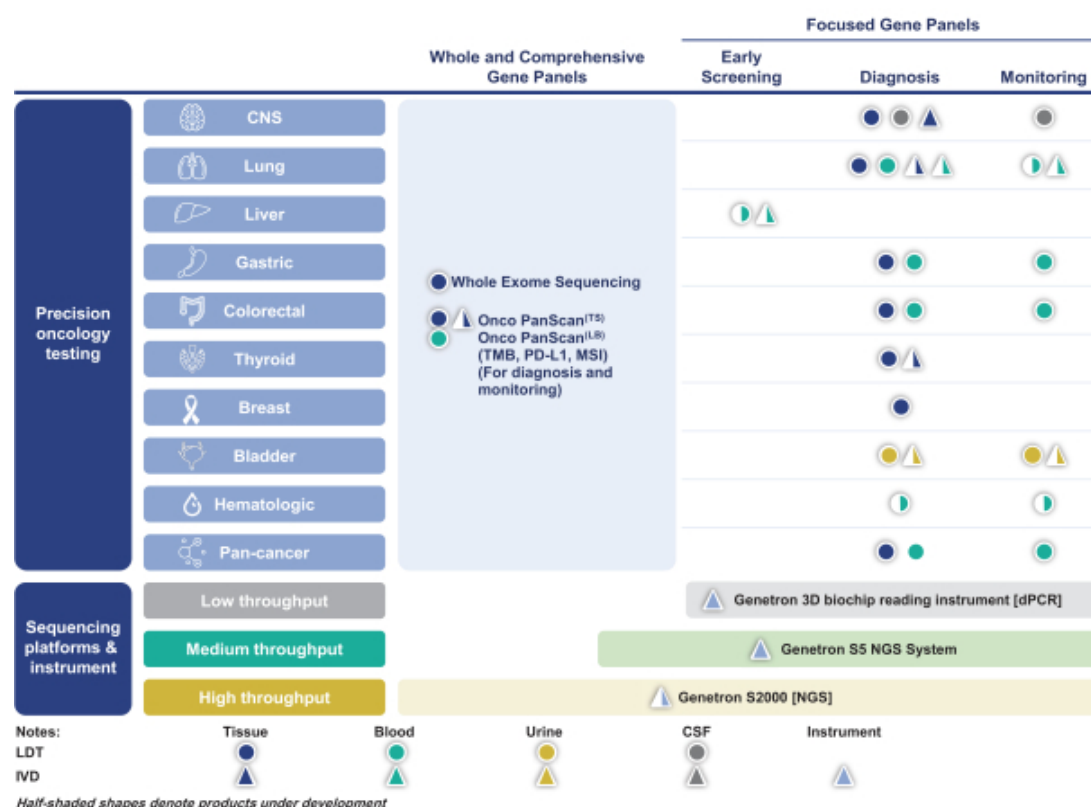 Focused Gene Panels
Whole and Comprehensive
Gene Panels
Early
Screening
Diagnosis
Monitoring
Precision
oncology
testing
CNS
Lung
Liver
Gastric
Colorectal
Thyroid
Breast
Bladder
Hematologic
Pan-cancer
Whole Exome Sequencing
Onco PanScan(TS)
Onco PanScan(LB)
(TMB, PD-L1, MSI)
(For diagnosis and
monitoring)
Sequencing
platforms &
instrument
Low throughput
Genetron 3D biochip reading instrument [dPCR]
Medium throughput
Genetron S5 NGS System
High throughput
Genetron S2000 [NGS]
Notes: Tissue Blood Urine CSF Instrument
LDT
IVD
Half-shaded shapes denote products under development